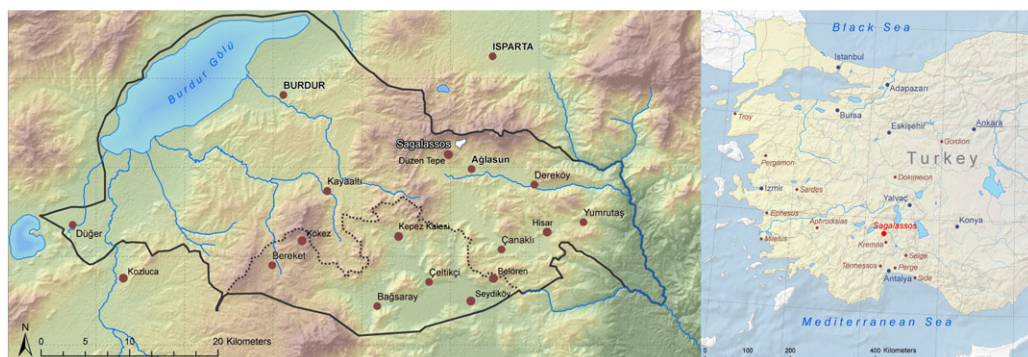 ISPARTA
Burdur Gölü
BURDUR
Sagalassos
Düzen Tepe
Ağlasun
Dereköy
Kayaaltı
Yumrutaş
Düğer
Hisar
Kepez Kalesi
Kökez
Çanaklı
Bereket
Kozluca
Belören
Çeltikçi
Seydiköy
Bağsaray
N
0 5 10 20 Kilometers
Black Sea
Istanbul
Adapazarı
Troy
Bursa
Eskişehir
Ankara
Gordion
Turkey
Pergamon
Dokimeion
Izmir
Sardes
Yalvaç
Ephesus
Aphrodisias
Sagalassos
Konya
Miletus
Kremna
Selge
Termessos
Perge
Antalya
Side
Mediterranean Sea
0 100 200 400 Kilometers